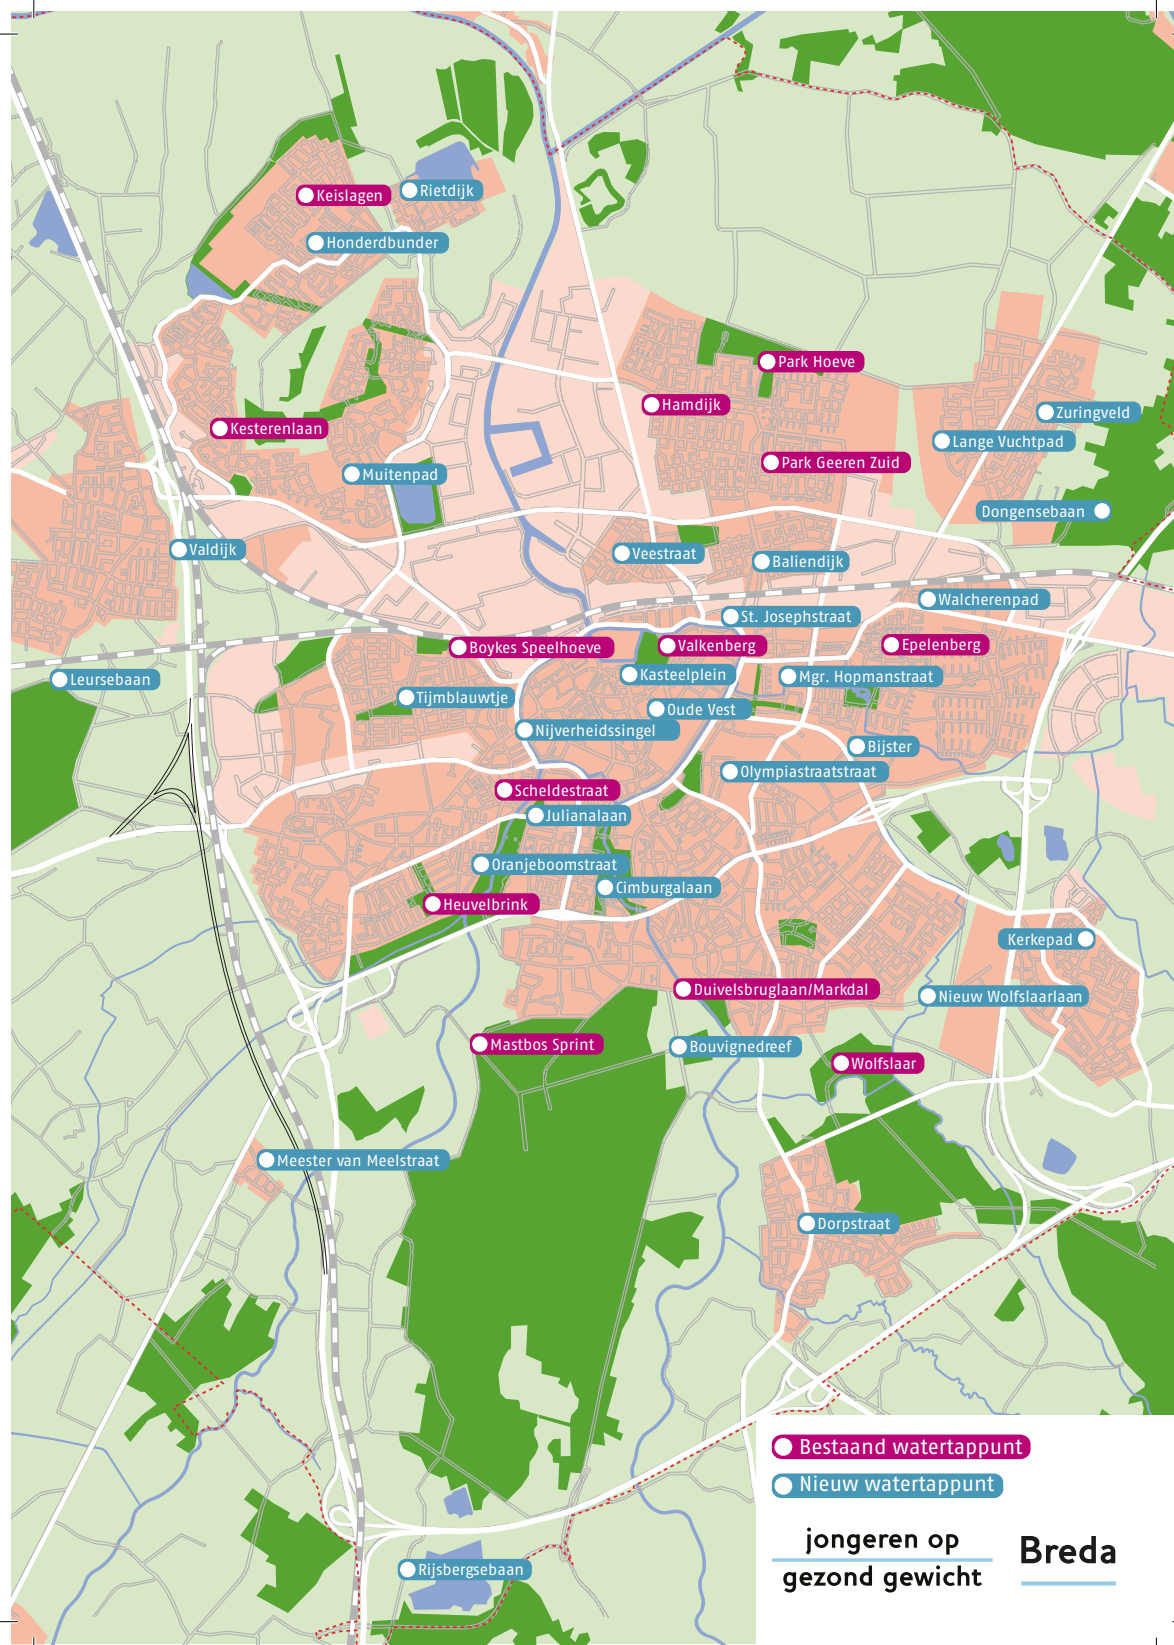 Keislagen
Rietdijk
Honderdbunder
Park Hoeve
Hamdijk
Zuringveld
Kesterenlaan
Lange Vuchtpad
Park Geeren Zuid
Muitenpad
Dongensebaan
Valdijk
Veestraat
Baliendijk
Walcherenpad
St. Josephstraat
Boykes Speelhoeve
Valkenberg
Epelenberg
Leursebaan
Kasteelplein
Mgr. Hopmanstraat
Tijmblauwtje
Oude Vest
Nijverheidssingel
Bijster
Olympiastraatstraat
Scheldestraat
Julianalaan
Oranjeboomstraat
Cimburgalaan
Heuvelbrink
Kerkepad
Duivelsbruglaan/Markdal
Nieuw Wolfslaarlaan
Mastbos Sprint
Bouvignedreef
Wolfslaar
Meester van Meelstraat
Dorpstraat
Rijsbergsebaan
Bestaand watertappunt
Nieuw watertappunt
jongeren op
gezond gewicht
Breda